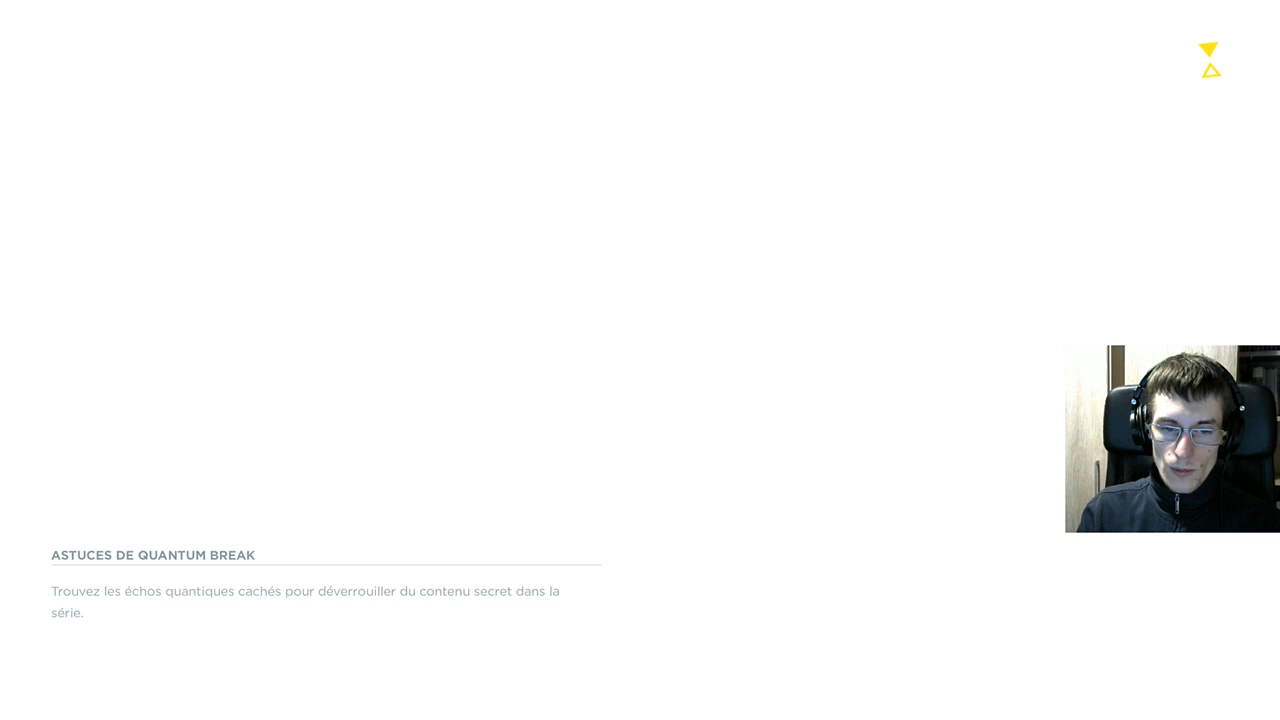 ASTUCES DE QUANTUM BREAK
Trouvez les échos quantiques cachés pour déverrouiller du contenu secret dans la
série.